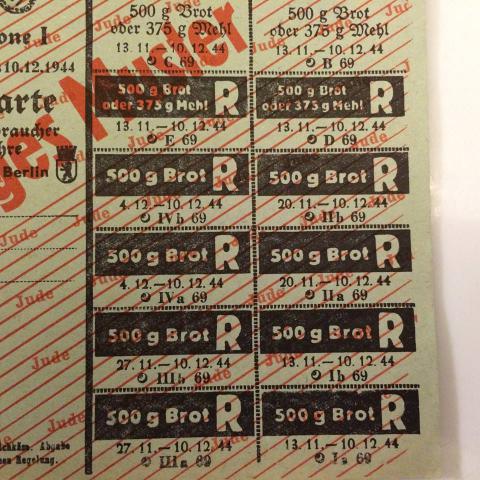 one I
10.12.1944
arte
braucher
hre
Berlin
500 g Brot
oder 375 g Mehl
13. 11.— 10. 12. 44
C 69
500 g Brot
oder 375 g Mehl
13. 11.— 10. 12. 44
B 69
500 g Brot
oder 375 g Mehl R
13. 11.— 10. 12. 44
E 69
500 g Brot
oder 375 g Mehl R
13. 11.— 10. 12. 44
D 69
500 g Brot R
4. 12.— 10. 12. 44
IVb 69
500 g Brot R
20. 11.— 10. 12. 44
IIb 69
500 g Brot R
4. 12.— 10. 12. 44
IVa 69
500 g Brot R
20. 11.— 10. 12. 44
IIa 69
500 g Brot R
27. 11.— 10. 12. 44
IIIb 69
500 g Brot R
13. 11.— 10. 12. 44
Ib 69
500 g Brot R
27. 11.— 10. 12. 44
IIIa 69
500 g Brot R
13. 11.— 10. 12. 44
Ia 69
Abgabe
en Regelung.
ges Muster
Jude
Jude
Jude
Jude
Jude
Jude
Jude